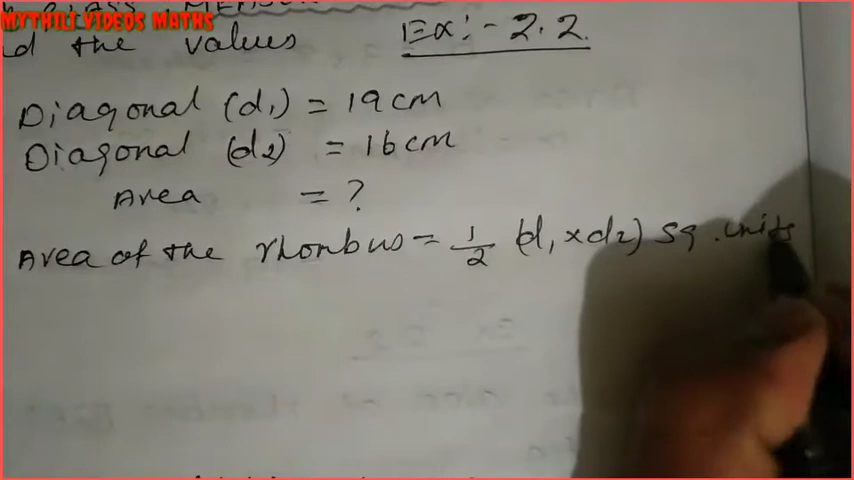 MYTHILI VIDEOS MATHS
the values Ex:- 2.2.
Diagonal (d1) = 19cm
Diagonal (d2) = 16cm
Area = ?
Area of the rhombus = 1/2 (d1 x d2) sq. units